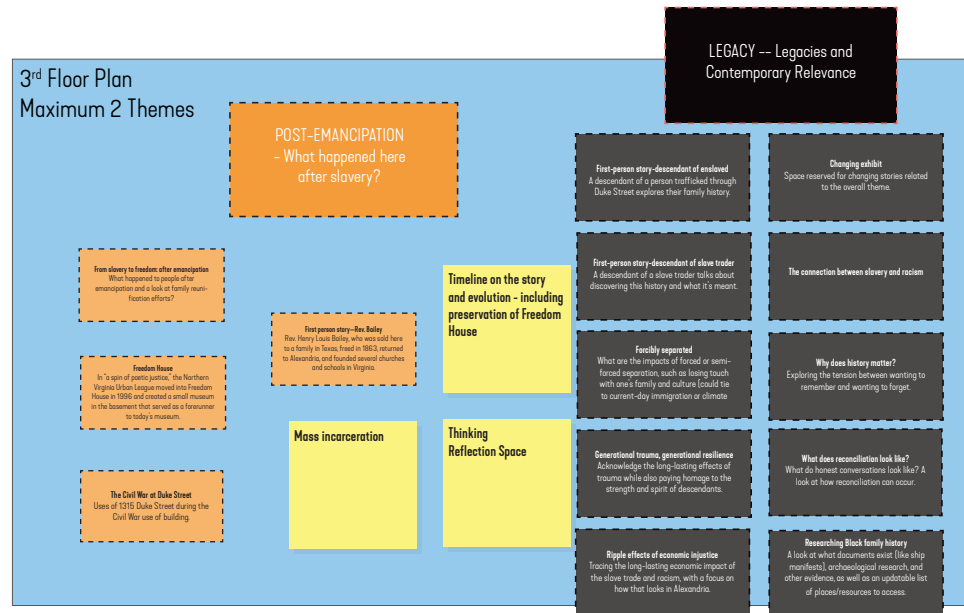 LEGACY -- Legacies and
Contemporary Relevance
3rd Floor Plan
Maximum 2 Themes
POST-EMANCIPATION
- What happened here
after slavery?
From slavery to freedom: after emancipation
What happened to people after
emancipation and a look at family reuni-
fication efforts?
Freedom House
In "a spin of poetic justice," the Northern
Virginia Urban League moved into Freedom
House in 1996 and created a small museum
in the basement that served as a forerunner
to today's museum.
The Civil War at Duke Street
Uses of 1315 Duke Street during the
Civil War use of building.
First person story—Rev. Bailey
Rev. Henry Louis Bailey, who was sold here
to a family in Texas, freed in 1863, returned
to Alexandria, and founded several churches
and schools in Virginia.
Mass incarceration
Timeline on the story
and evolution - including
preservation of Freedom
House
Thinking
Reflection Space
First-person story-descendant of enslaved
A descendant of a person trafficked through
Duke Street explores their family history.
First-person story-descendant of slave trader
A descendant of a slave trader talks about
discovering this history and what it's meant.
Forcibly separated
What are the impacts of forced or semi-
forced separation, such as losing touch
with one's family and culture (could tie
to current-day immigration or climate
Generational trauma, generational resilience
Acknowledge the long-lasting effects of
trauma while also paying homage to the
strength and spirit of descendants.
Ripple effects of economic injustice
Tracing the long-lasting economic impact of
the slave trade and racism, with a focus on
how that looks in Alexandria.
Changing exhibit
Space reserved for changing stories related
to the overall theme.
The connection between slavery and racism
Why does history matter?
Exploring the tension between wanting to
remember and wanting to forget.
What does reconciliation look like?
What do honest conversations look like? A
look at how reconciliation can occur.
Researching Black family history
A look at what documents exist (like ship
manifests), archaeological research, and
other evidence, as well as an updatable list
of places/resources to access.